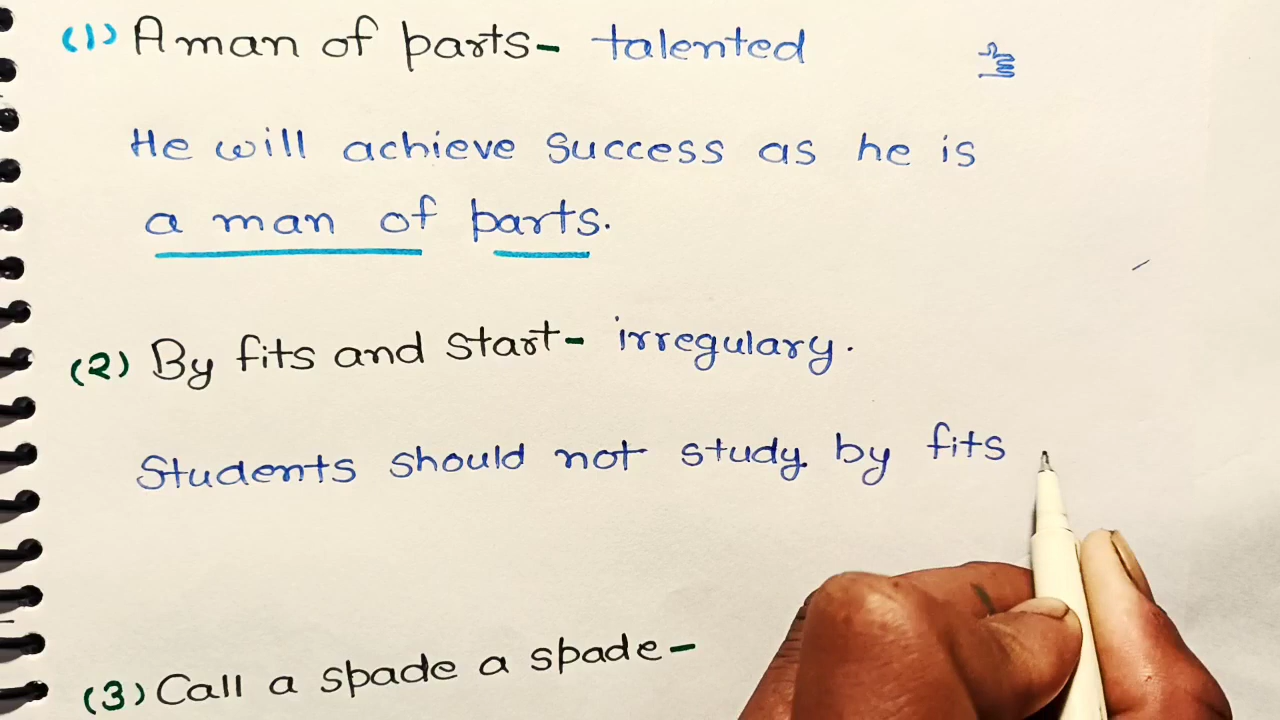 (1) A man of parts- talented
He will achieve success as he is
a man of parts.
(2) By fits and start- irregulary.
Students should not study by fits
(3) Call a spade a spade-